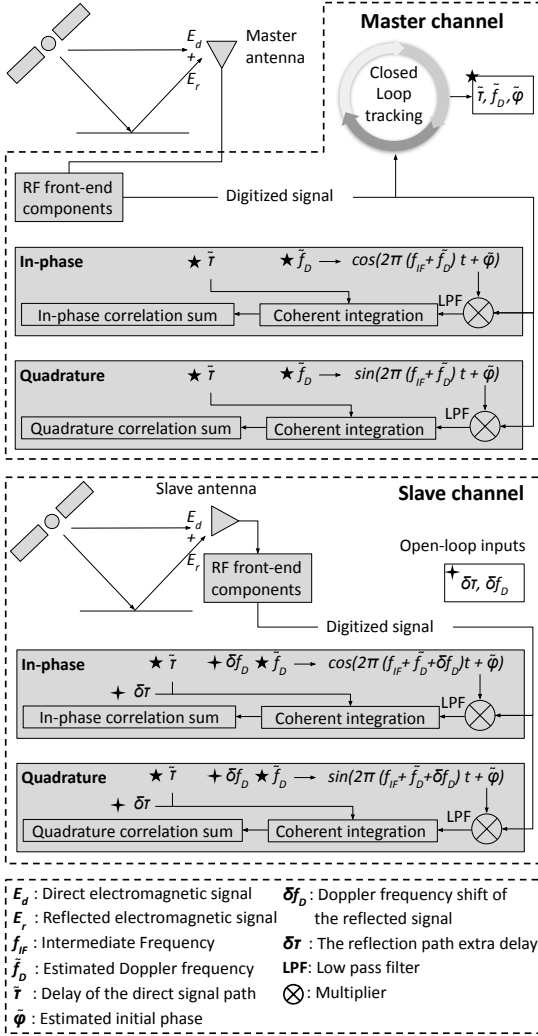 Master channel
E_d
+
E_r
Master
antenna
Closed
Loop
tracking
★ τ̃, f̃_D, φ̃
RF front-end
components
Digitized signal
In-phase
★ τ̃ ★ f̃_D → cos(2π (f_IF+f̃_D) t + φ̃)
LPF
In-phase correlation sum
Coherent integration
Quadrature
★ τ̃ ★ f̃_D → sin(2π (f_IF+f̃_D) t + φ̃)
LPF
Quadrature correlation sum
Coherent integration
Slave channel
Slave antenna
E_d
+
E_r
RF front-end
components
Open-loop inputs
✦ δτ, δf_D
Digitized signal
In-phase
★ τ̃ ✦ δf_D ★ f̃_D → cos(2π (f_IF+f̃_D+δf_D)t + φ̃)
✦ δτ
LPF
In-phase correlation sum
Coherent integration
Quadrature
★ τ̃ ✦ δf_D ★ f̃_D → sin(2π (f_IF+f̃_D+δf_D) t + φ̃)
✦ δτ
LPF
Quadrature correlation sum
Coherent integration
E_d : Direct electromagnetic signal
E_r : Reflected electromagnetic signal
f_IF : Intermediate Frequency
f̃_D : Estimated Doppler frequency
τ̃ : Delay of the direct signal path
φ̃ : Estimated initial phase
δf_D : Doppler frequency shift of
the reflected signal
δτ : The reflection path extra delay
LPF: Low pass filter
⊗ : Multiplier